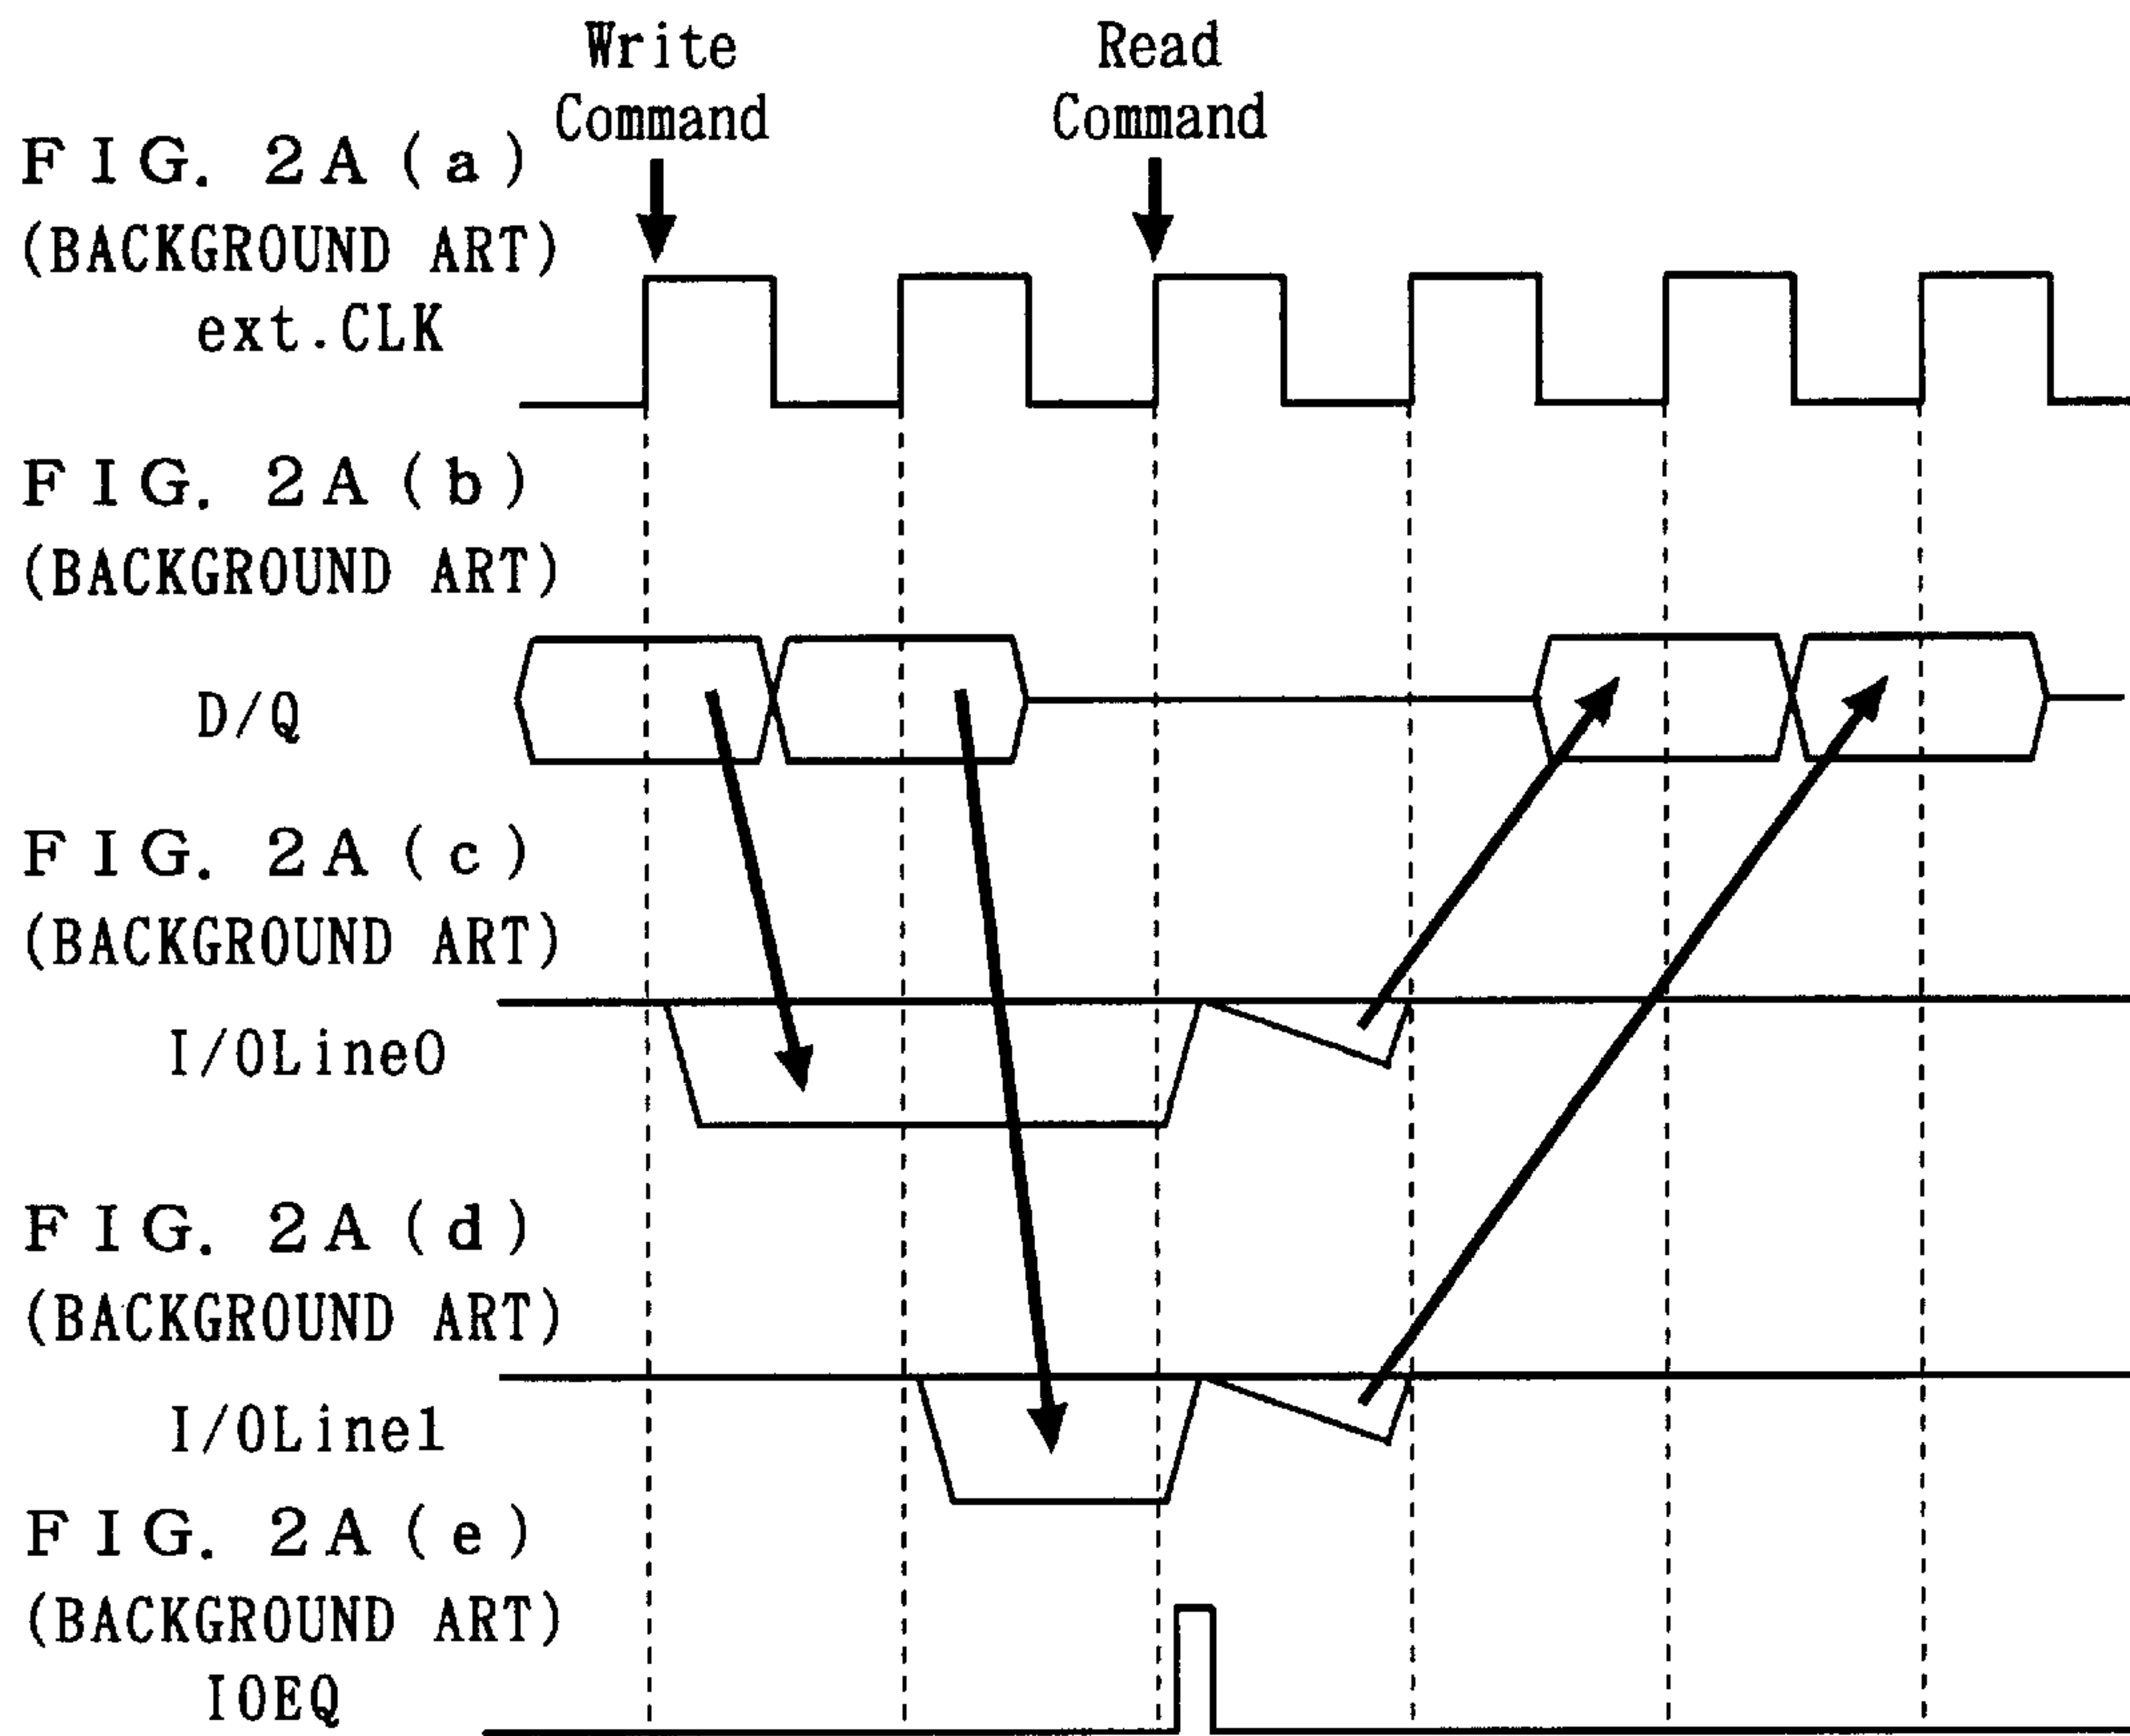 Write
Command
Read
Command
FIG. 2A(a)
(BACKGROUND ART)
ext.CLK
FIG. 2A(b)
(BACKGROUND ART)
D/Q
FIG. 2A(c)
(BACKGROUND ART)
I/OLine0
FIG. 2A(d)
(BACKGROUND ART)
I/OLine1
FIG. 2A(e)
(BACKGROUND ART)
IOEQ